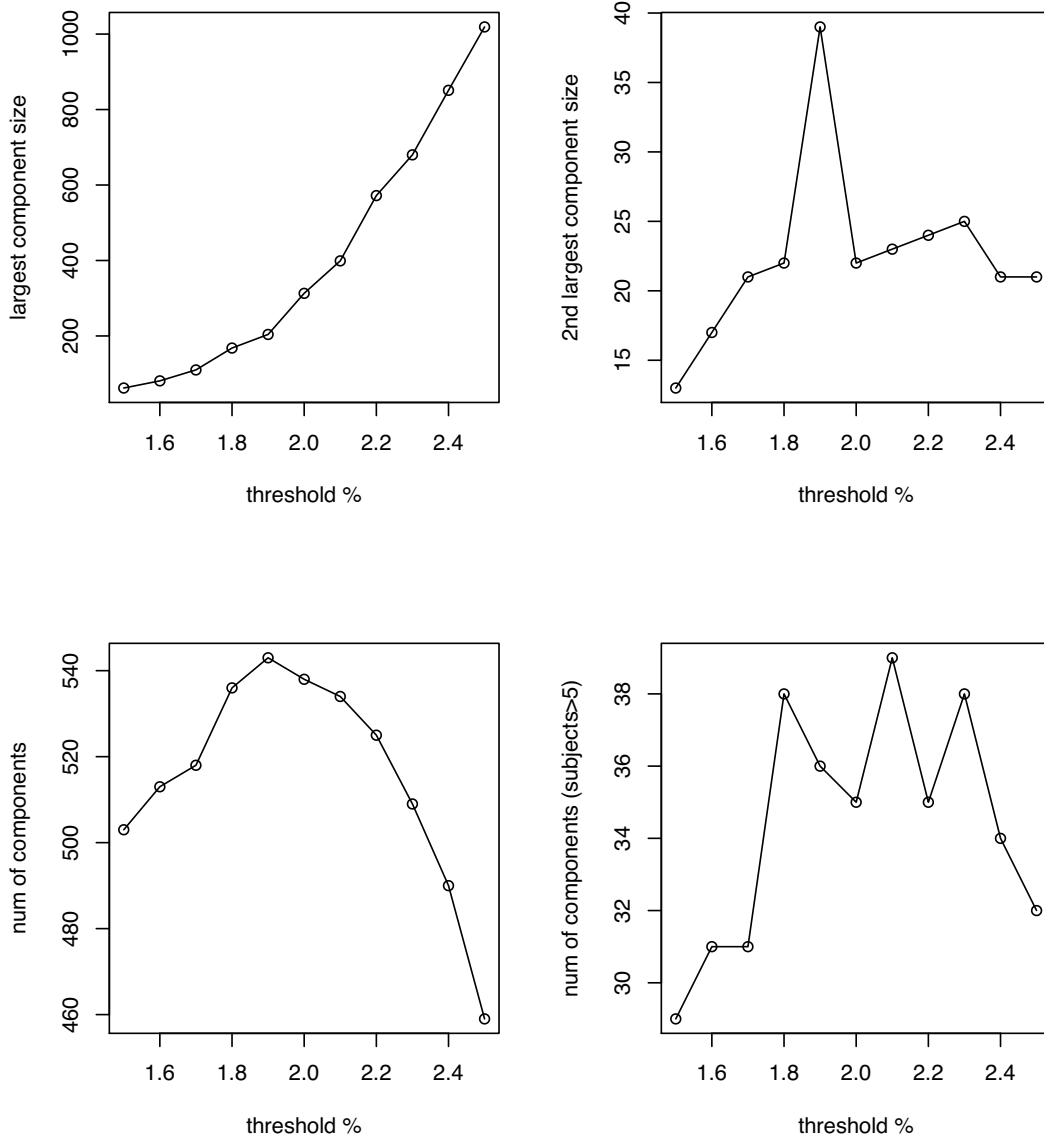 1000
800
600
400
200
largest component size
1.6 1.8 2.0 2.2 2.4
threshold %
40
35
30
25
20
15
2nd largest component size
1.6 1.8 2.0 2.2 2.4
threshold %
540
520
500
480
460
num of components
1.6 1.8 2.0 2.2 2.4
threshold %
38
36
34
32
30
num of components (subjects>5)
1.6 1.8 2.0 2.2 2.4
threshold %